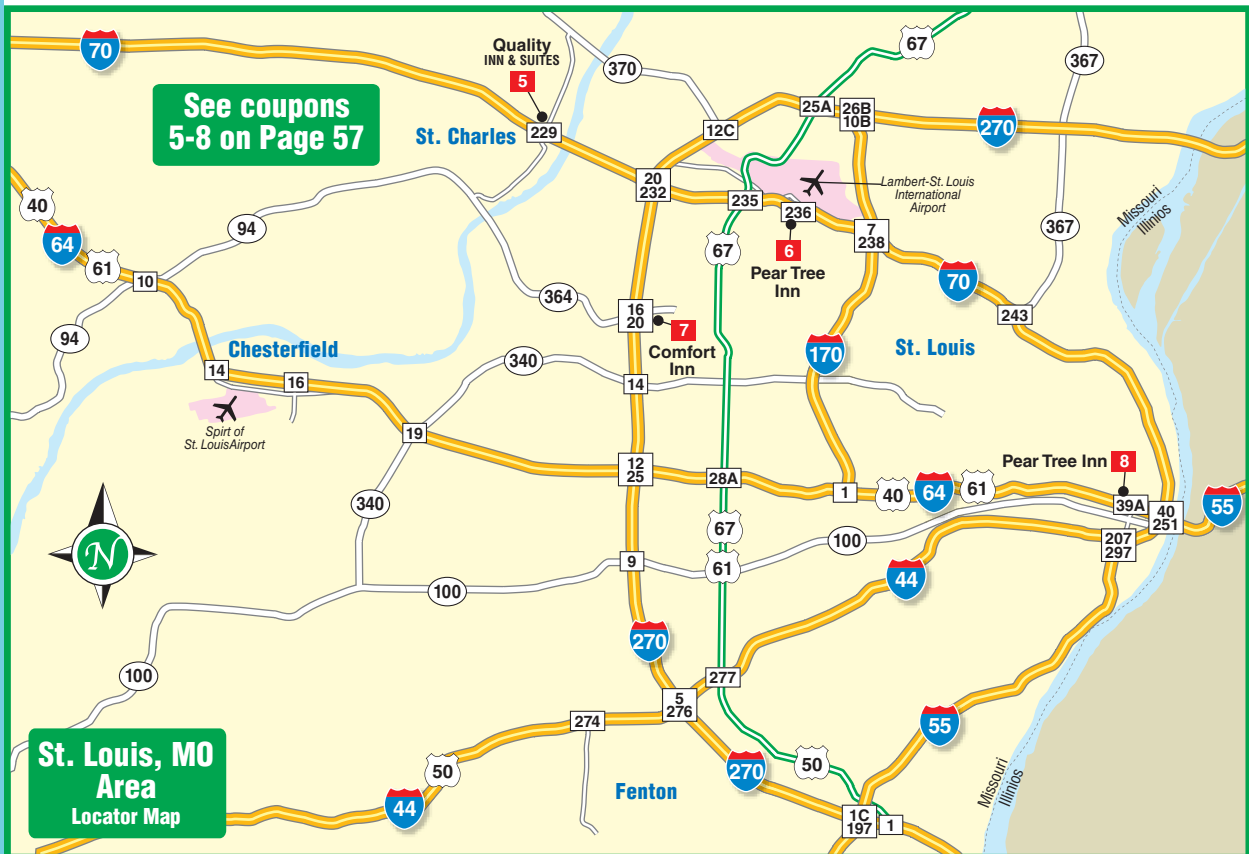 67
Quality
INN & SUITES
5
70
370
367
See coupons
5-8 on Page 57
St. Charles
229
12C
25A
26B
10B
270
20
232
235
236
Lambert-St. Louis
International
Airport
Missouri
Illinios
40
64
61
94
10
67
6
Pear Tree
Inn
7
238
367
70
364
16
20
7
Comfort
Inn
243
94
Chesterfield
340
170
St. Louis
14
16
14
Spirt of
St. LouisAirport
19
12
25
28A
1
40
64
61
Pear Tree Inn
8
39A
40
251
55
340
67
100
207
297
N
9
61
44
100
270
100
277
5
276
274
55
St. Louis, MO
Area
Locator Map
50
44
Fenton
270
50
1C
197
1
Missouri
Illinios